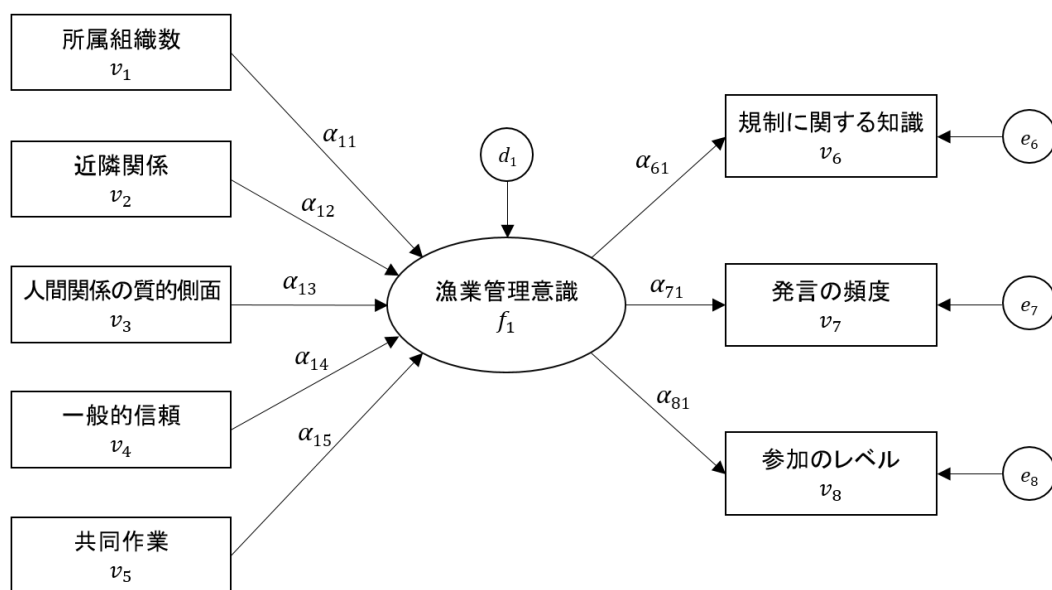 所属組織数
v₁
近隣関係
v₂
人間関係の質的側面
v₃
一般的信頼
v₄
共同作業
v₅
α₁₁
α₁₂
α₁₃
α₁₄
α₁₅
d₁
漁業管理意識
f₁
α₆₁
α₇₁
α₈₁
規制に関する知識
v₆
発言の頻度
v₇
参加のレベル
v₈
e₆
e₇
e₈